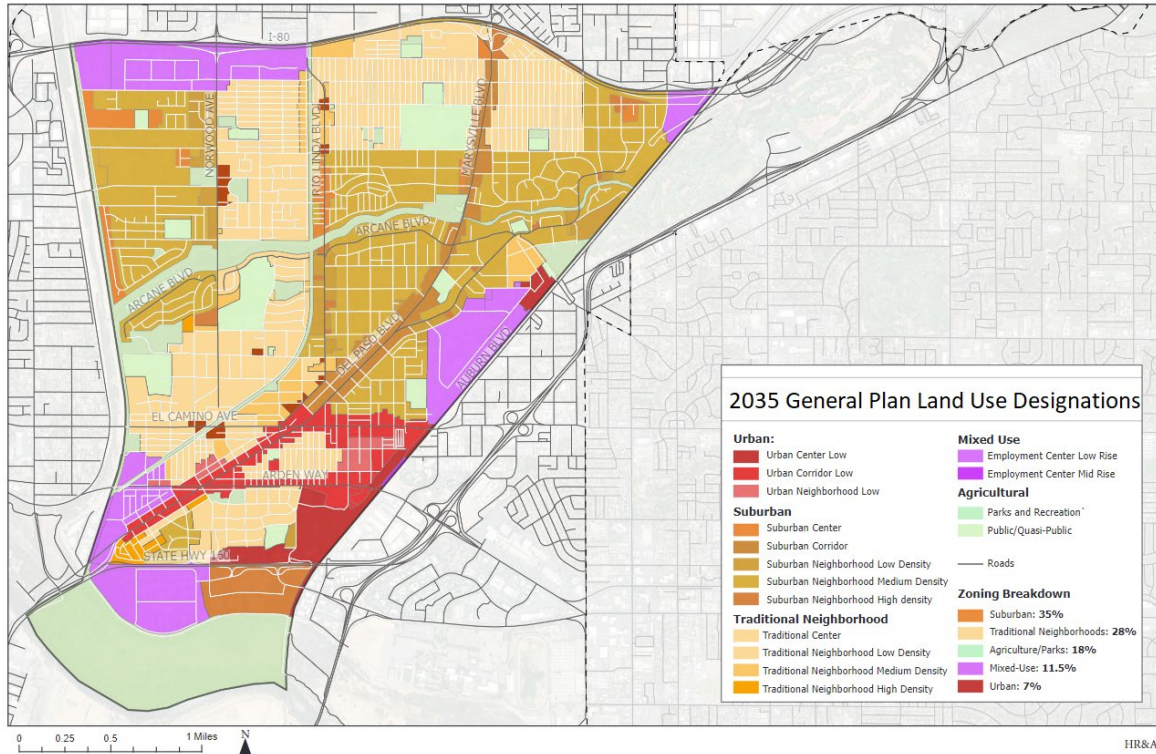 I-80
NORWOOD AVE
RIO LINDA BLVD
MARYSVILLE BLVD
ARCANE BLVD
ARCANE BLVD
DEL PASO BLVD
AUBURN BLVD
EL CAMINO AVE
ARDEN WAY
STATE HWY 160
2035 General Plan Land Use Designations
Urban:
Urban Center Low
Urban Corridor Low
Urban Neighborhood Low
Suburban
Suburban Center
Suburban Corridor
Suburban Neighborhood Low Density
Suburban Neighborhood Medium Density
Suburban Neighborhood High density
Traditional Neighborhood
Traditional Center
Traditional Neighborhood Low Density
Traditional Neighborhood Medium Density
Traditional Neighborhood High Density
Mixed Use
Employment Center Low Rise
Employment Center Mid Rise
Agricultural
Parks and Recreation`
Public/Quasi-Public
Roads
Zoning Breakdown
Suburban: 35%
Traditional Neighborhoods: 28%
Agriculture/Parks: 18%
Mixed-Use: 11.5%
Urban: 7%
0 0.25 0.5 1 Miles
N
HR&A